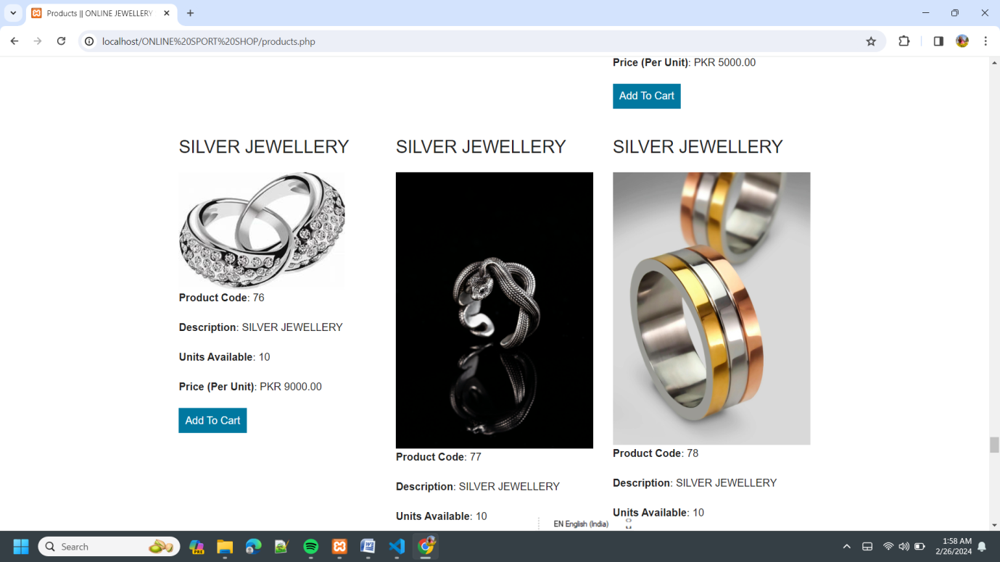 Products || ONLINE JEWELLERY
localhost/ONLINE%20SPORT%20SHOP/products.php
Price (Per Unit): PKR 5000.00
Add To Cart
SILVER JEWELLERY
Product Code: 76
Description: SILVER JEWELLERY
Units Available: 10
Price (Per Unit): PKR 9000.00
Add To Cart
SILVER JEWELLERY
Product Code: 77
Description: SILVER JEWELLERY
Units Available: 10
SILVER JEWELLERY
Product Code: 78
Description: SILVER JEWELLERY
Units Available: 10
EN English (India)
Search
PRE
1:58 AM
2/26/2024